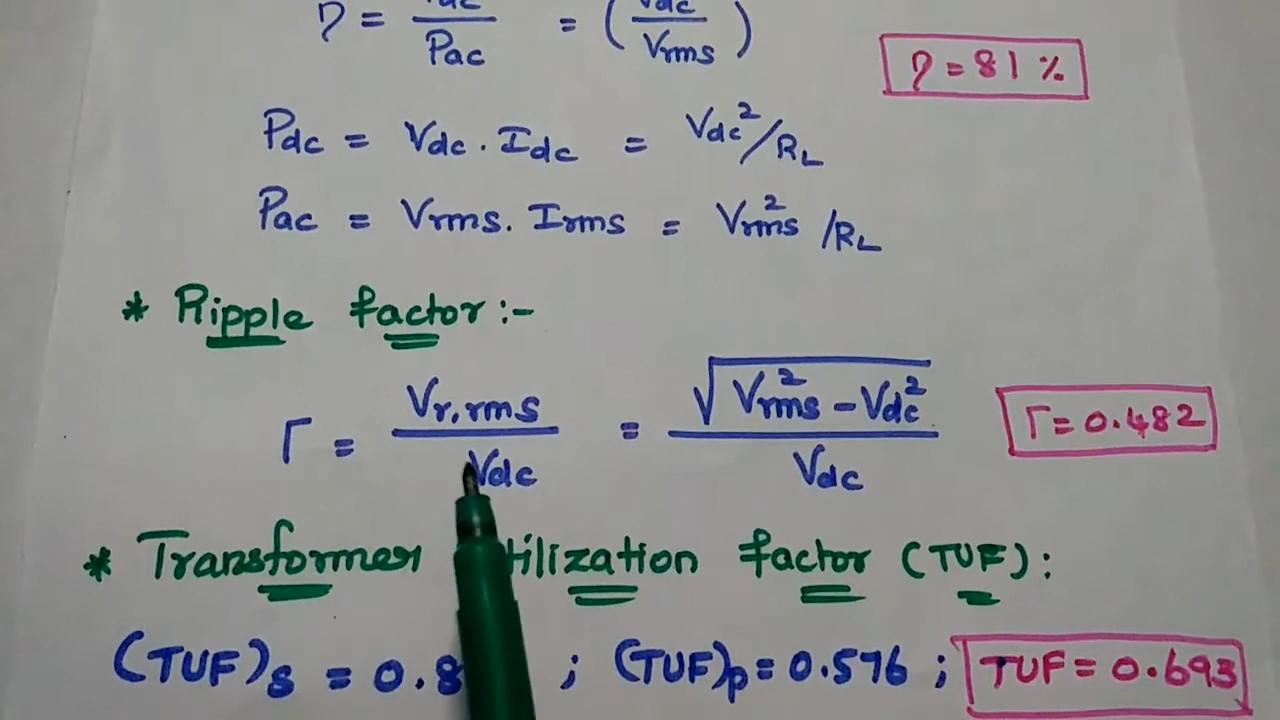 η = Pdc/Pac = (Vdc/Vrms)
η = 81 %
Pdc = Vdc . Idc = Vdc²/RL
Pac = Vrms. Irms = Vrms² /RL
* Ripple factor :-
Γ = Vr,rms/Vdc = √(Vrms² - Vdc²)/Vdc
Γ = 0.482
* Transformer tilization factor (TUF) :
(TUF)s = 0.8 ; (TUF)p = 0.576 ; TUF = 0.693